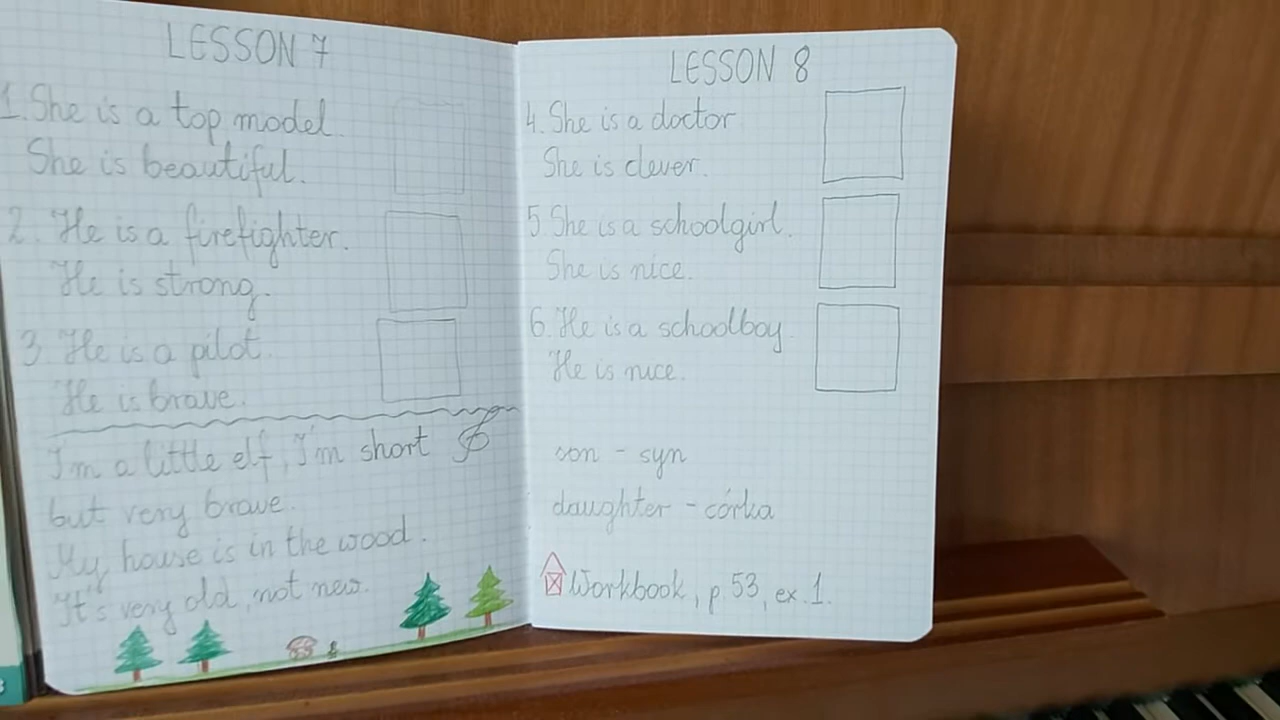 LESSON 7
1. She is a top model.
She is beautiful.
2. He is a firefighter.
He is strong.
3. He is a pilot.
He is brave.
I'm a little elf, I'm short
but very brave.
My house is in the wood.
It's very old, not new.
LESSON 8
4. She is a doctor
She is clever.
5. She is a schoolgirl.
She is nice.
6. He is a schoolboy.
He is nice.
son - syn
daughter - córka
Workbook, p. 53, ex. 1.